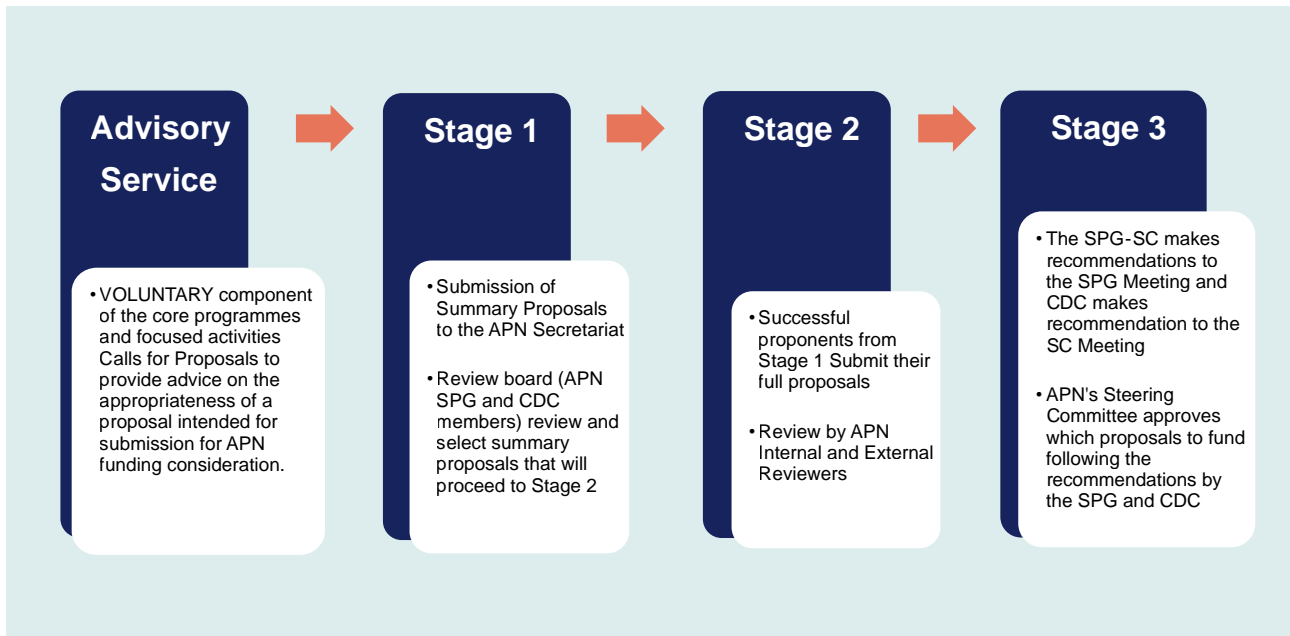 Advisory
Service
• VOLUNTARY component
of the core programmes
and focused activities
Calls for Proposals to
provide advice on the
appropriateness of a
proposal intended for
submission for APN
funding consideration.
Stage 1
• Submission of
Summary Proposals
to the APN Secretariat
• Review board (APN
SPG and CDC
members) review and
select summary
proposals that will
proceed to Stage 2
Stage 2
• Successful
proponents from
Stage 1 Submit their
full proposals
• Review by APN
Internal and External
Reviewers
Stage 3
• The SPG-SC makes
recommendations to
the SPG Meeting and
CDC makes
recommendation to the
SC Meeting
• APN's Steering
Committee approves
which proposals to fund
following the
recommendations by
the SPG and CDC